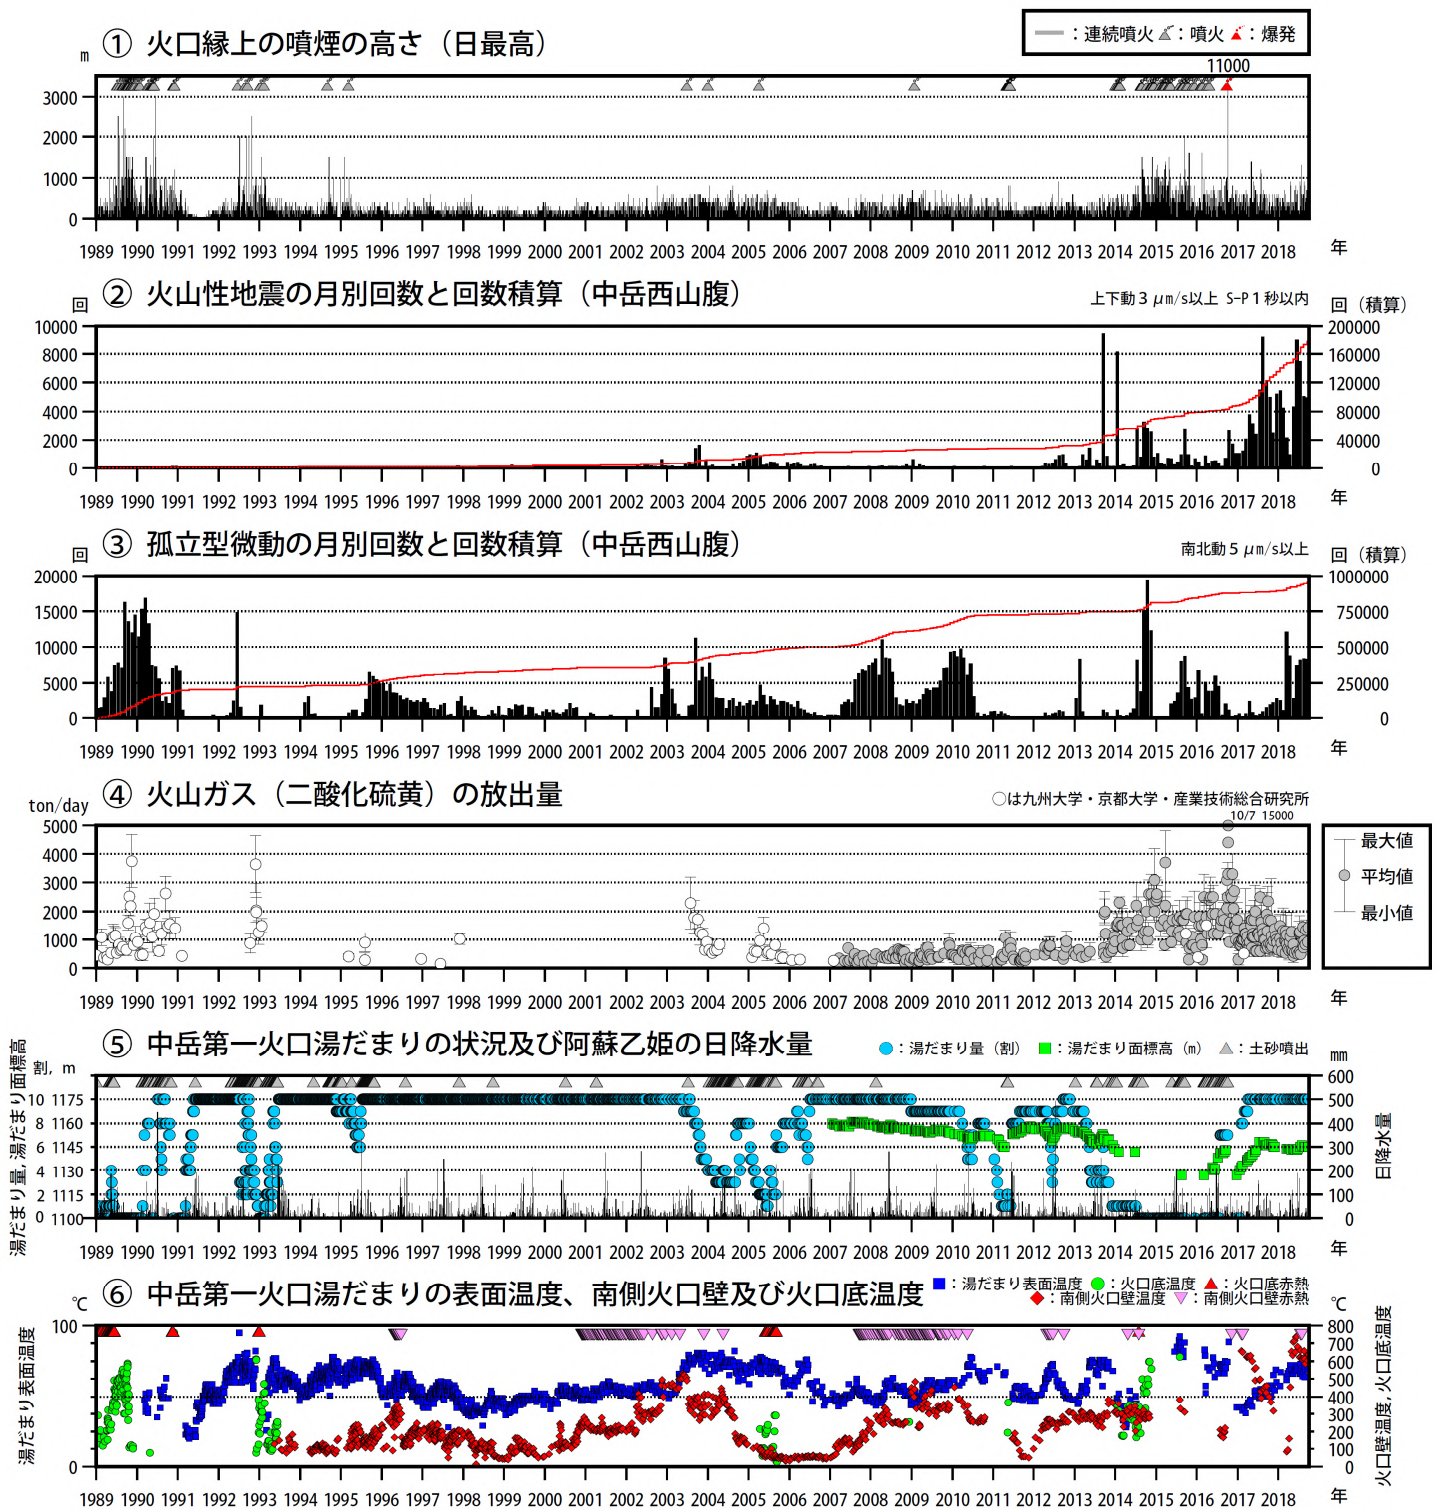 ① 火口縁上の噴煙の高さ（日最高）
：連続噴火 ：噴火 ：爆発
m
11000
3000
2000
1000
0
1989 1990 1991 1992 1993 1994 1995 1996 1997 1998 1999 2000 2001 2002 2003 2004 2005 2006 2007 2008 2009 2010 2011 2012 2013 2014 2015 2016 2017 2018
年
② 火山性地震の月別回数と回数積算（中岳西山腹）
上下動３μm/s以上 S-P１秒以内
回 回（積算）
10000 200000
8000 160000
6000 120000
4000 80000
2000 40000
0 0
1989 1990 1991 1992 1993 1994 1995 1996 1997 1998 1999 2000 2001 2002 2003 2004 2005 2006 2007 2008 2009 2010 2011 2012 2013 2014 2015 2016 2017 2018
年
③ 孤立型微動の月別回数と回数積算（中岳西山腹）
南北動５μm/s以上
回 回（積算）
20000 1000000
15000 750000
10000 500000
5000 250000
0 0
1989 1990 1991 1992 1993 1994 1995 1996 1997 1998 1999 2000 2001 2002 2003 2004 2005 2006 2007 2008 2009 2010 2011 2012 2013 2014 2015 2016 2017 2018
年
④ 火山ガス（二酸化硫黄）の放出量
ton/day
○は九州大学・京都大学・産業技術総合研究所
10/7 15000
5000
4000
3000
2000
1000
0
最大値
平均値
最小値
1989 1990 1991 1992 1993 1994 1995 1996 1997 1998 1999 2000 2001 2002 2003 2004 2005 2006 2007 2008 2009 2010 2011 2012 2013 2014 2015 2016 2017 2018
年
⑤ 中岳第一火口湯だまりの状況及び阿蘇乙姫の日降水量
：湯だまり量（割） ：湯だまり面標高（m） ：土砂噴出
湯だまり量, 湯だまり面標高
割, m mm
10 1175 600
8 1160 500
6 1145 400
4 1130 300
2 1115 200
0 1100 100
0
日降水量
1989 1990 1991 1992 1993 1994 1995 1996 1997 1998 1999 2000 2001 2002 2003 2004 2005 2006 2007 2008 2009 2010 2011 2012 2013 2014 2015 2016 2017 2018
年
⑥ 中岳第一火口湯だまりの表面温度、南側火口壁及び火口底温度
：湯だまり表面温度 ：火口底温度 ：火口底赤熱
：南側火口壁温度 ：南側火口壁赤熱
℃ ℃
湯だまり表面温度
100
0
800
700
600
500
400
300
200
100
0
火口壁温度, 火口底温度
1989 1990 1991 1992 1993 1994 1995 1996 1997 1998 1999 2000 2001 2002 2003 2004 2005 2006 2007 2008 2009 2010 2011 2012 2013 2014 2015 2016 2017 2018
年